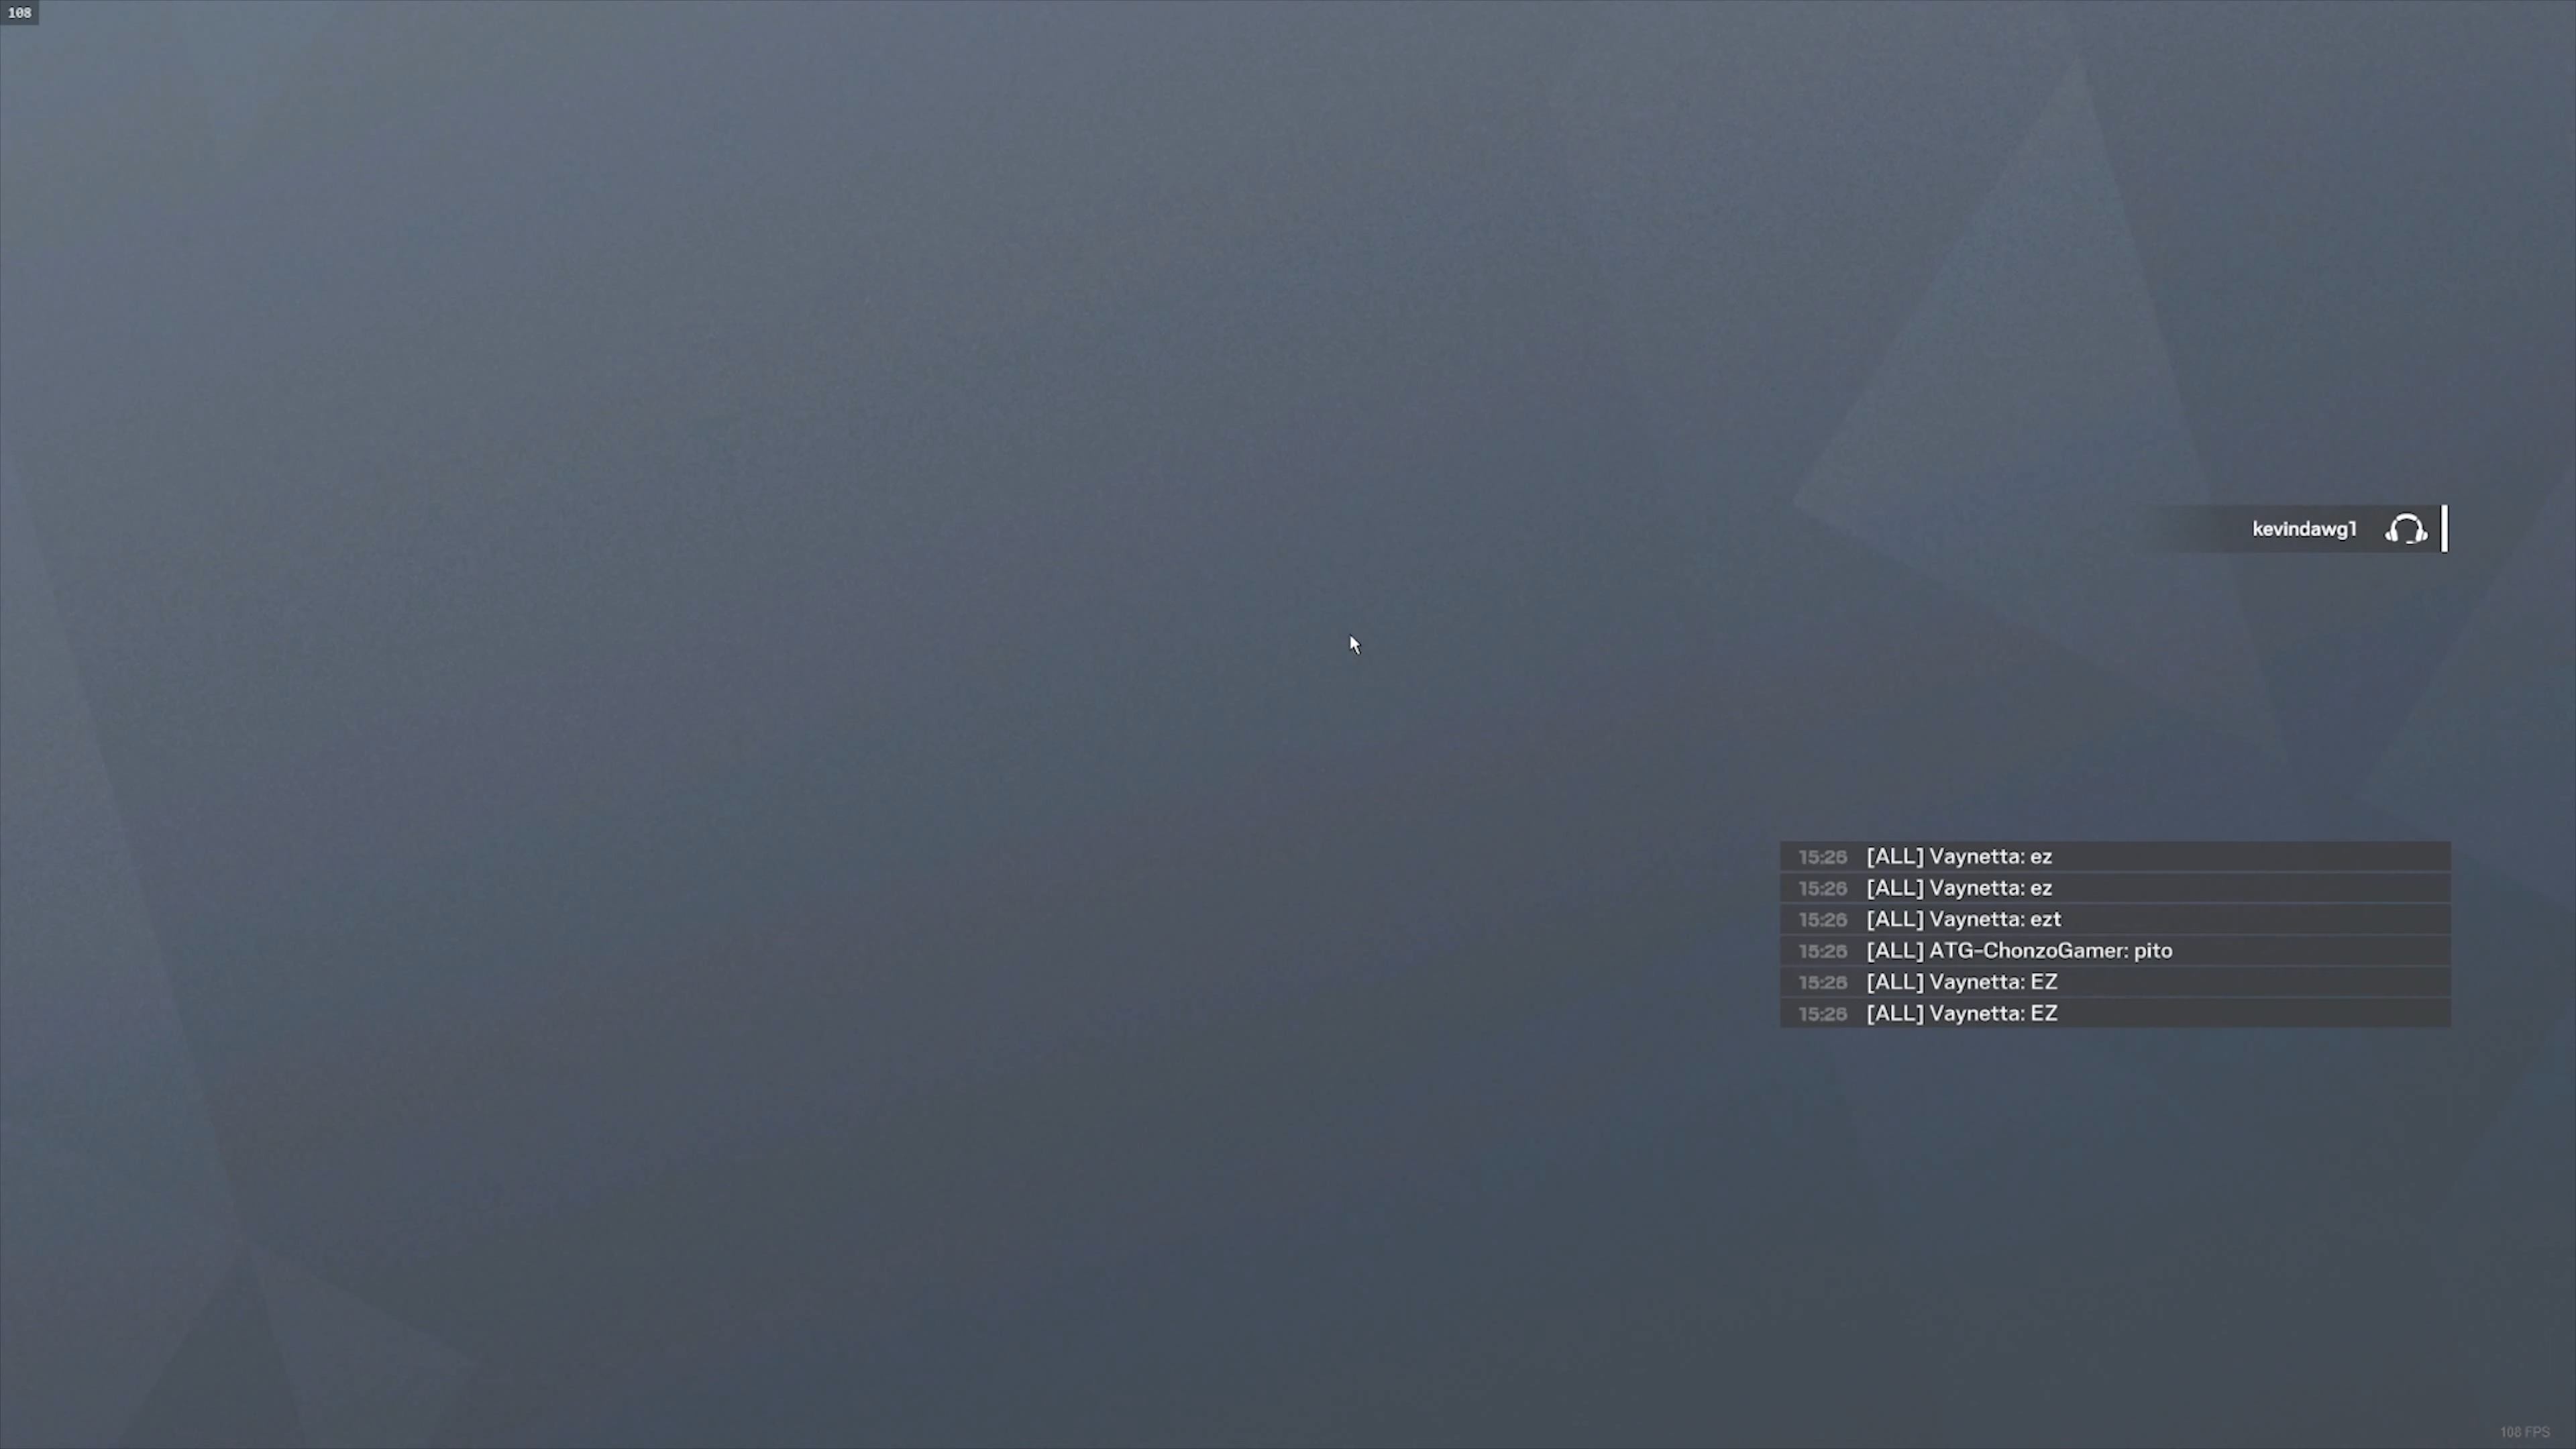 108
kevindawg1
15:26 [ALL] Vaynetta: ez
15:26 [ALL] Vaynetta: ez
15:26 [ALL] Vaynetta: ezt
15:26 [ALL] ATG-ChonzoGamer: pito
15:26 [ALL] Vaynetta: EZ
15:26 [ALL] Vaynetta: EZ
108 FPS